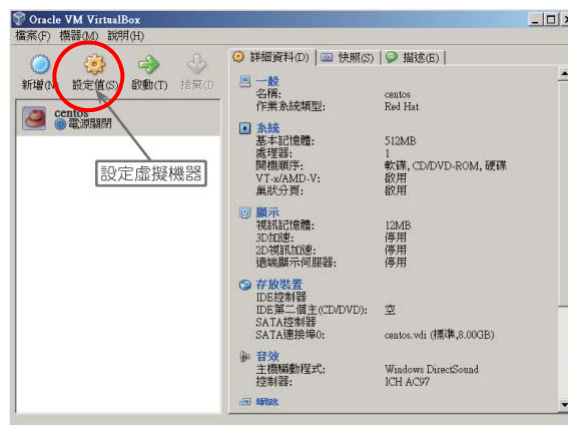 Oracle VM VirtualBox
檔案(F) 機器(M) 說明(H)
新增(N) 設定值(S) 啟動(T) 捨棄(I)
centos
電源關閉
設定虛擬機器
詳細資料(D) 快照(S) 描述(E)
一般
名稱: centos
作業系統類型: Red Hat
系統
基本記憶體: 512MB
處理器: 1
開機順序: 軟碟, CD/DVD-ROM, 硬碟
VT-x/AMD-V: 啟用
巢狀分頁: 啟用
顯示
視訊記憶體: 12MB
3D加速: 停用
2D視訊加速: 停用
遠端顯示伺服器: 停用
存放裝置
IDE控制器
IDE第二個主(CD/DVD): 空
SATA控制器
SATA連接埠0: centos.vdi (標準,8.00GB)
音效
主機驅動程式: Windows DirectSound
控制器: ICH AC97
網路